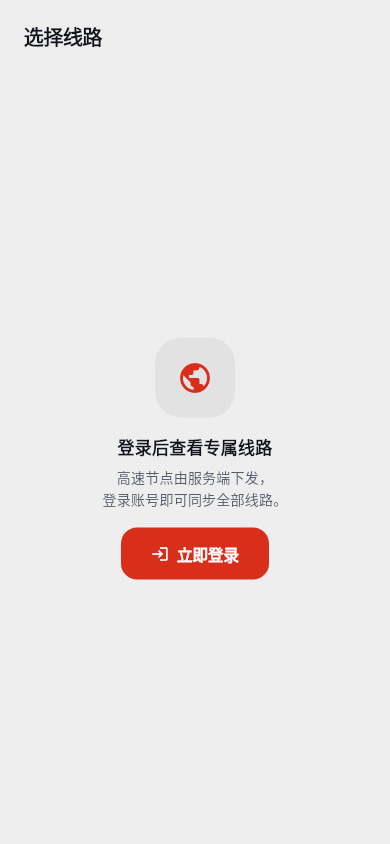 选择线路
登录后查看专属线路
高速节点由服务端下发，
登录账号即可同步全部线路。
立即登录